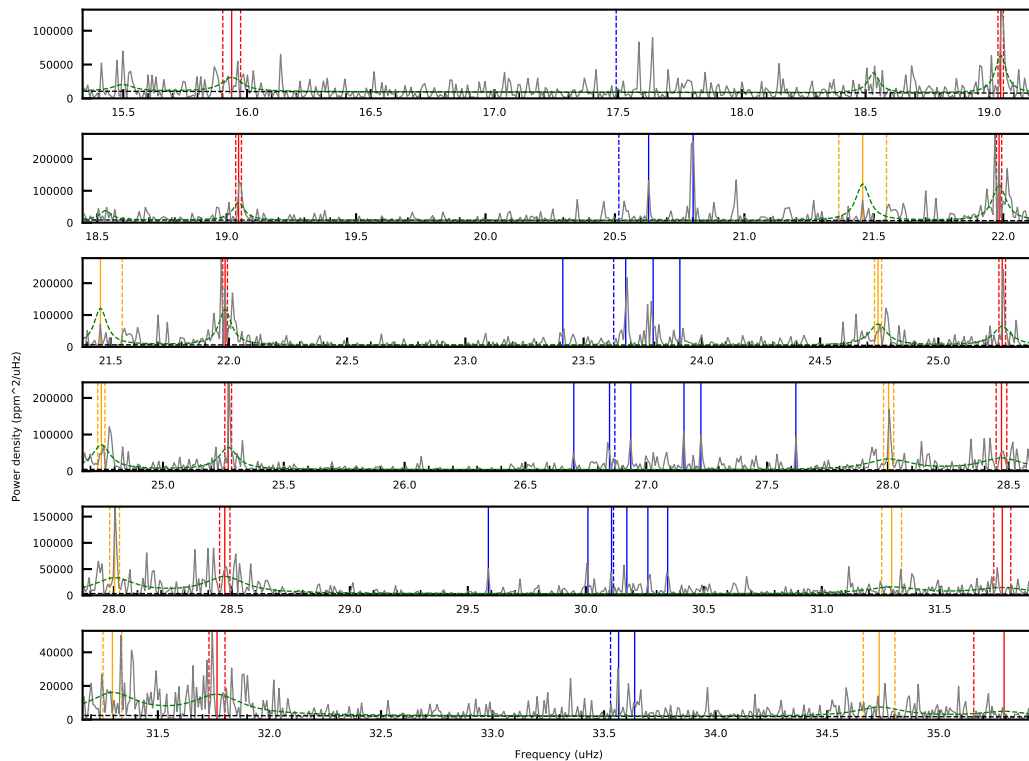 100000
50000
0
15.5 16.0 16.5 17.0 17.5 18.0 18.5 19.0
200000
100000
0
18.5 19.0 19.5 20.0 20.5 21.0 21.5 22.0
200000
100000
0
21.5 22.0 22.5 23.0 23.5 24.0 24.5 25.0
Power density (ppm^2/uHz)
200000
100000
0
25.0 25.5 26.0 26.5 27.0 27.5 28.0 28.5
150000
100000
50000
0
28.0 28.5 29.0 29.5 30.0 30.5 31.0 31.5
40000
20000
0
31.5 32.0 32.5 33.0 33.5 34.0 34.5 35.0
Frequency (uHz)